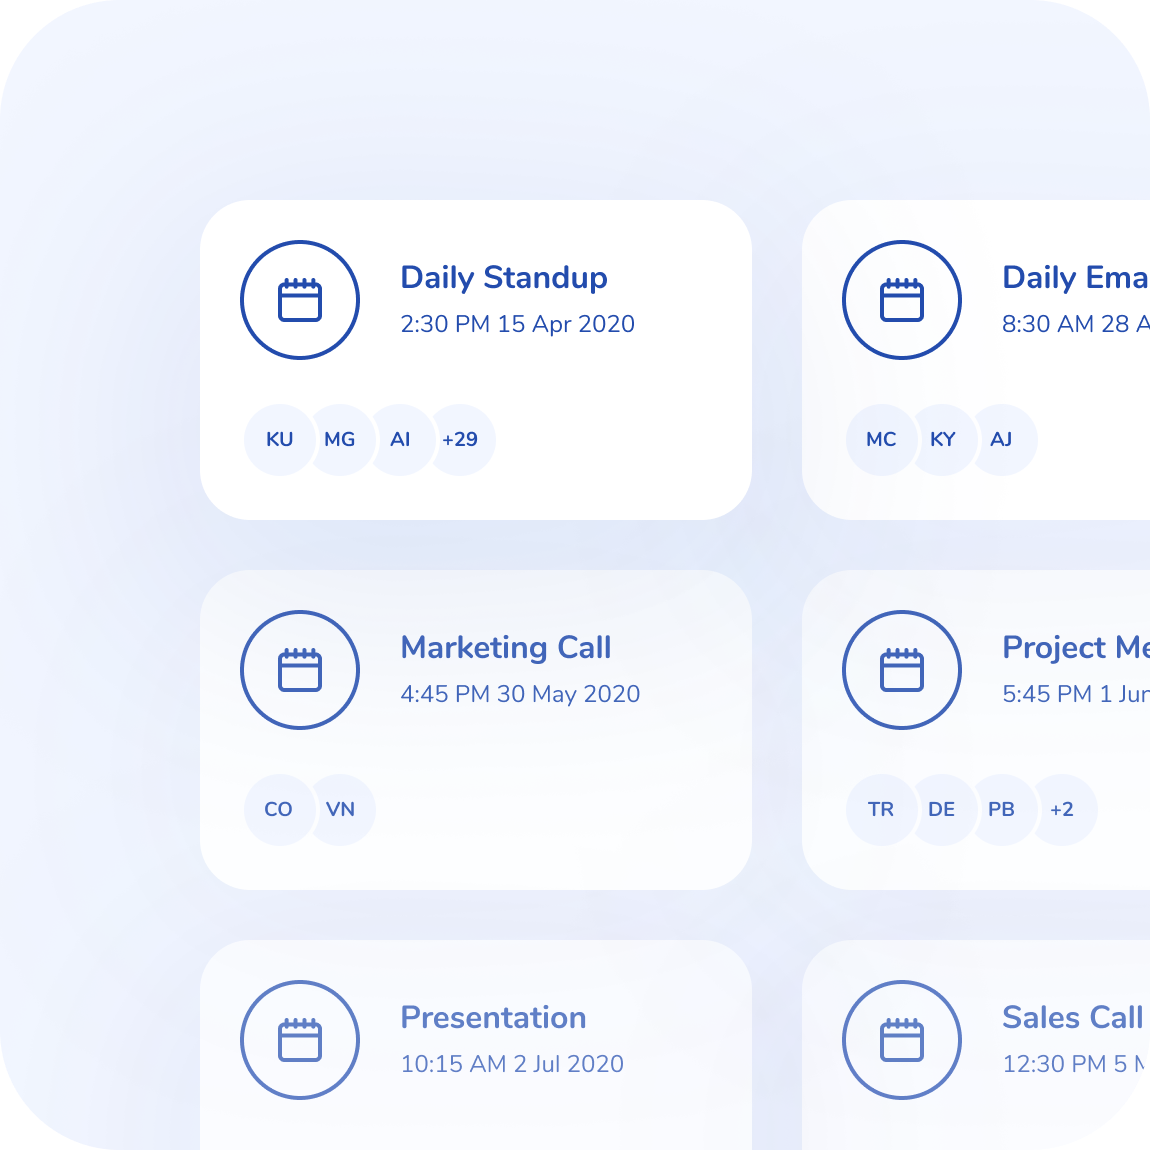 Daily Standup
2:30 PM 15 Apr 2020
KU MG AI +29
Daily Ema
8:30 AM 28 A
MC KY AJ
Marketing Call
4:45 PM 30 May 2020
CO VN
Project Me
5:45 PM 1 Jun
TR DE PB +2
Presentation
10:15 AM 2 Jul 2020
Sales Call
12:30 PM 5